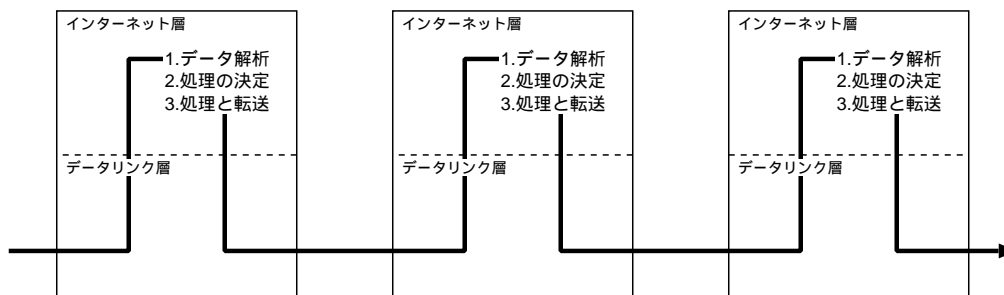 インターネット層
1.データ解析
2.処理の決定
3.処理と転送
データリンク層
インターネット層
1.データ解析
2.処理の決定
3.処理と転送
データリンク層
インターネット層
1.データ解析
2.処理の決定
3.処理と転送
データリンク層